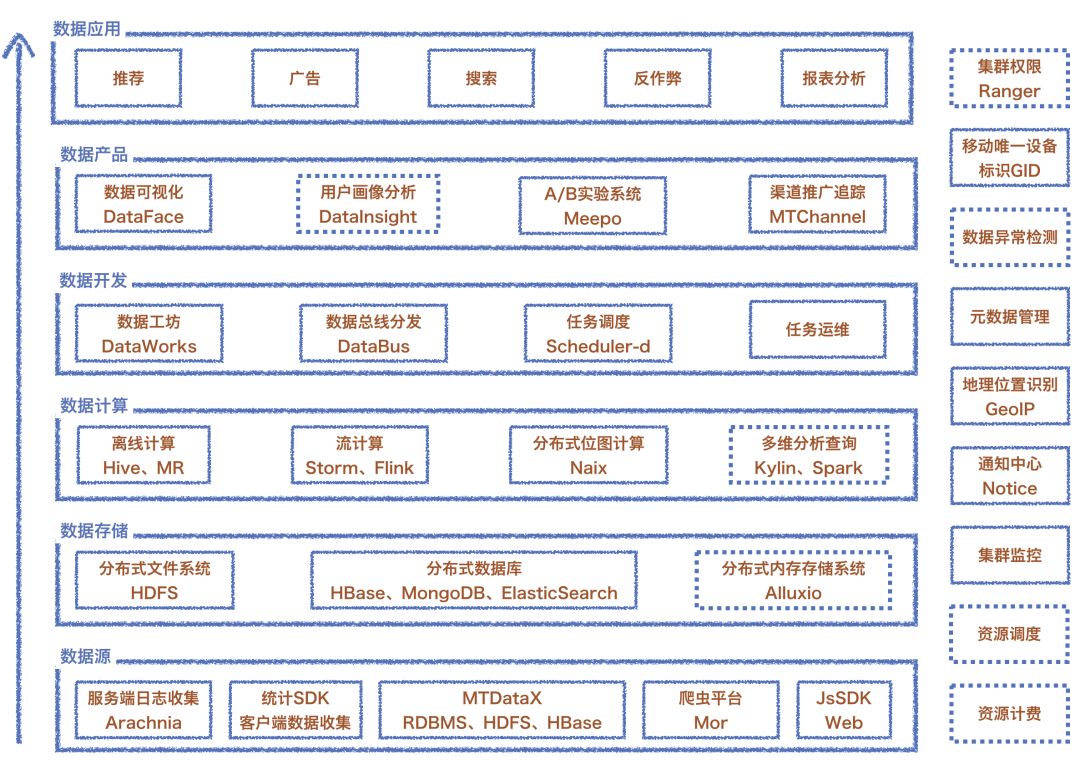 数据应用
推荐
广告
搜索
反作弊
报表分析
数据产品
数据可视化
DataFace
用户画像分析
DataInsight
A/B实验系统
Meepo
渠道推广追踪
MTChannel
数据开发
数据工坊
DataWorks
数据总线分发
DataBus
任务调度
Scheduler-d
任务运维
数据计算
离线计算
Hive、MR
流计算
Storm、Flink
分布式位图计算
Naix
多维分析查询
Kylin、Spark
数据存储
分布式文件系统
HDFS
分布式数据库
HBase、MongoDB、ElasticSearch
分布式内存存储系统
Alluxio
数据源
服务端日志收集
Arachnia
统计SDK
客户端数据收集
MTDataX
RDBMS、HDFS、HBase
爬虫平台
Mor
JsSDK
Web
集群权限
Ranger
移动唯一设备
标识GID
数据异常检测
元数据管理
地理位置识别
GeoIP
通知中心
Notice
集群监控
资源调度
资源计费